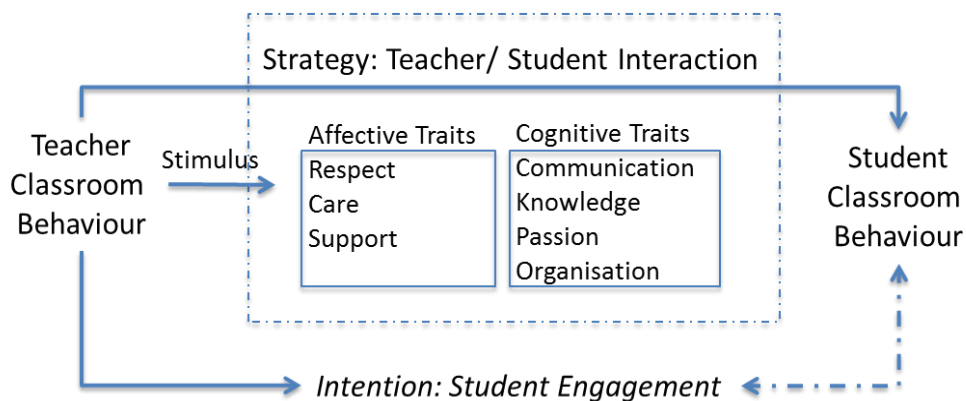 Strategy: Teacher/ Student Interaction
Teacher
Classroom
Behaviour
Stimulus
Affective Traits
Respect
Care
Support
Cognitive Traits
Communication
Knowledge
Passion
Organisation
Student
Classroom
Behaviour
Intention: Student Engagement